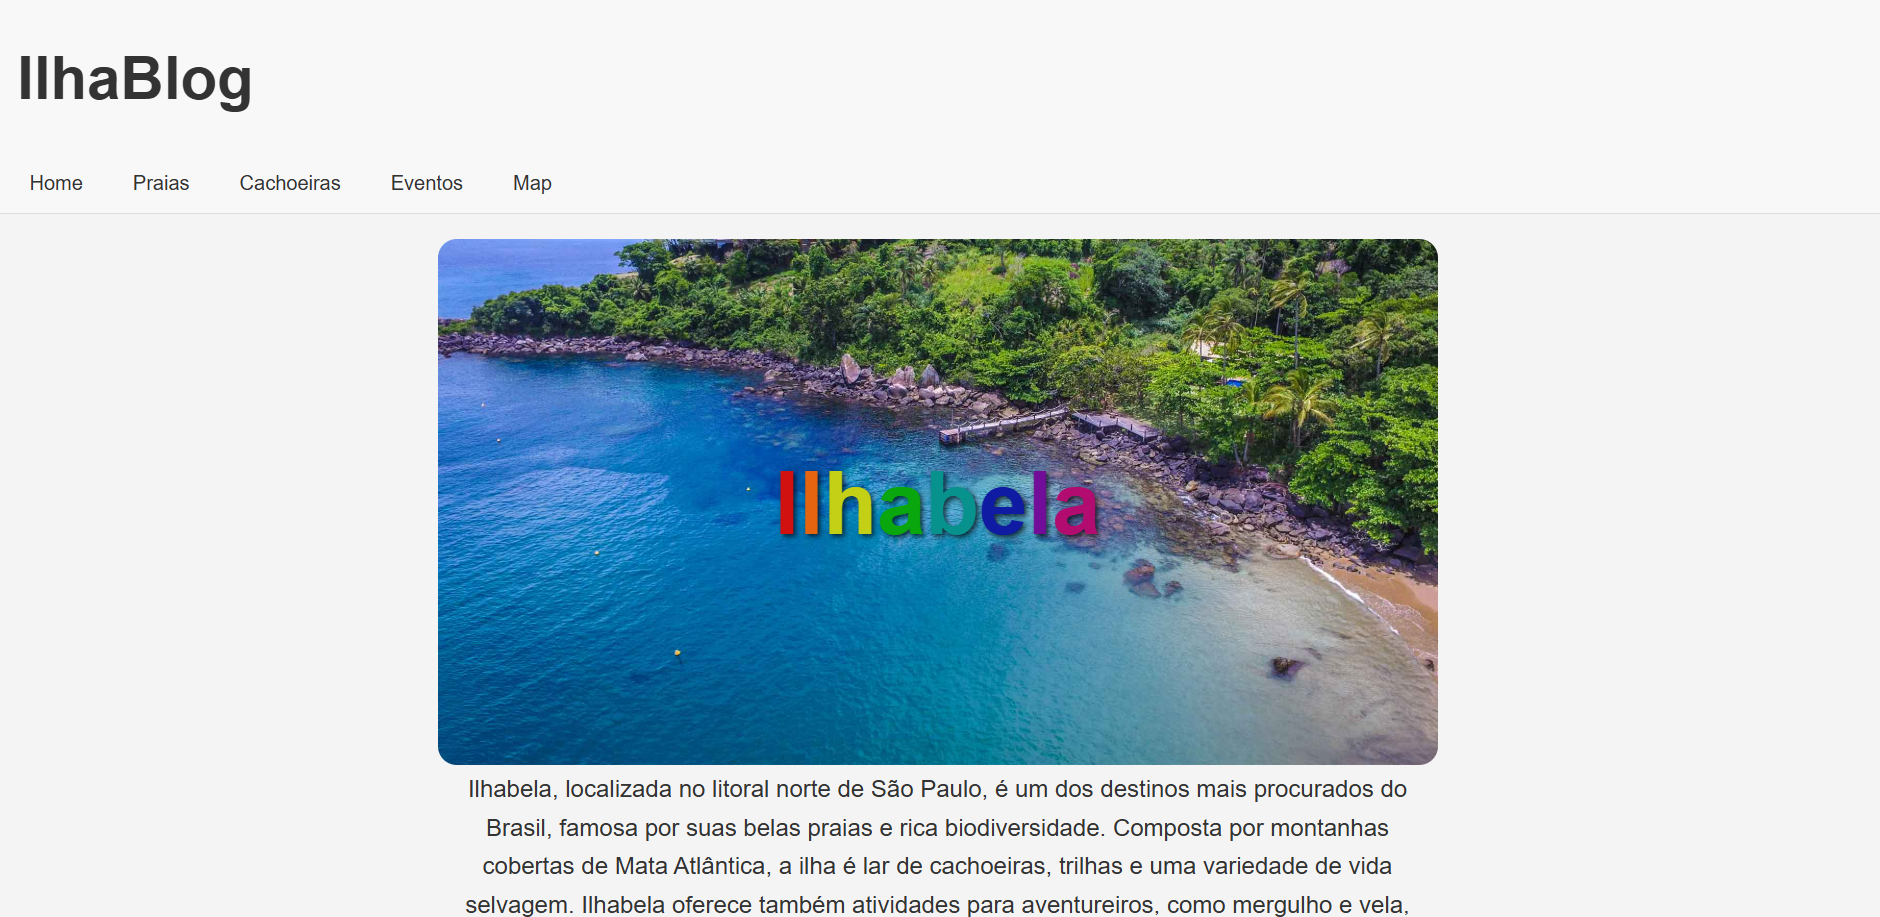 IlhaBlog
Home
Praias
Cachoeiras
Eventos
Map
Ilhabela
Ilhabela, localizada no litoral norte de São Paulo, é um dos destinos mais procurados do
Brasil, famosa por suas belas praias e rica biodiversidade. Composta por montanhas
cobertas de Mata Atlântica, a ilha é lar de cachoeiras, trilhas e uma variedade de vida
selvagem. Ilhabela oferece também atividades para aventureiros, como mergulho e vela,